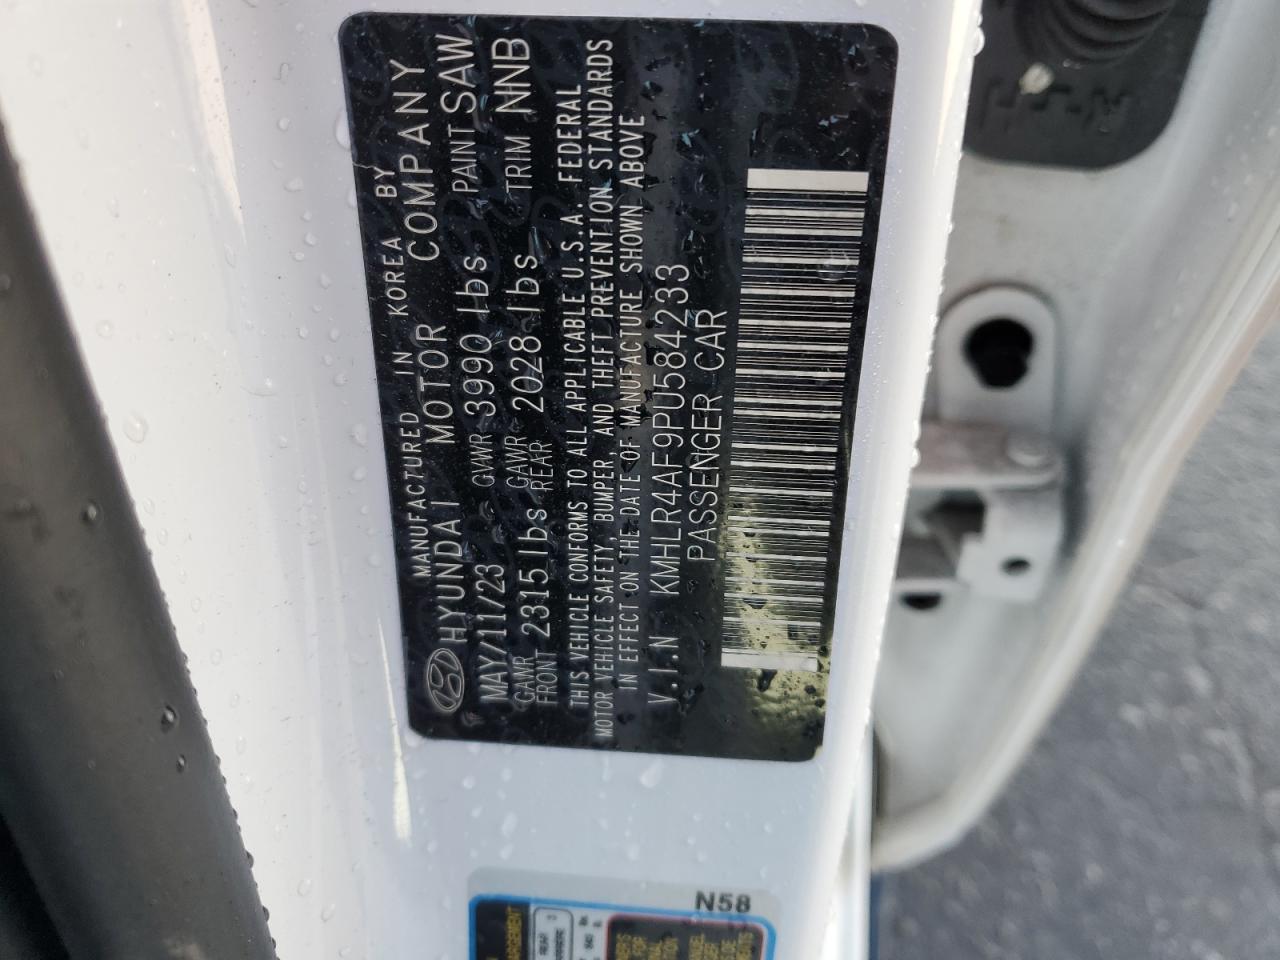 MANUFACTURED IN KOREA BY
HYUNDAI MOTOR COMPANY
MAY/11/23 GVWR 3990 lbs PAINT SAW
GAWR FRONT 2315 lbs GAWR REAR 2028 lbs TRIM NNB
THIS VEHICLE CONFORMS TO ALL APPLICABLE U.S.A. FEDERAL
MOTOR VEHICLE SAFETY, BUMPER, AND THEFT PREVENTION STANDARDS
IN EFFECT ON THE DATE OF MANUFACTURE SHOWN ABOVE
V.I.N KMHLR4AF9PU584233
PASSENGER CAR
N58
REAR